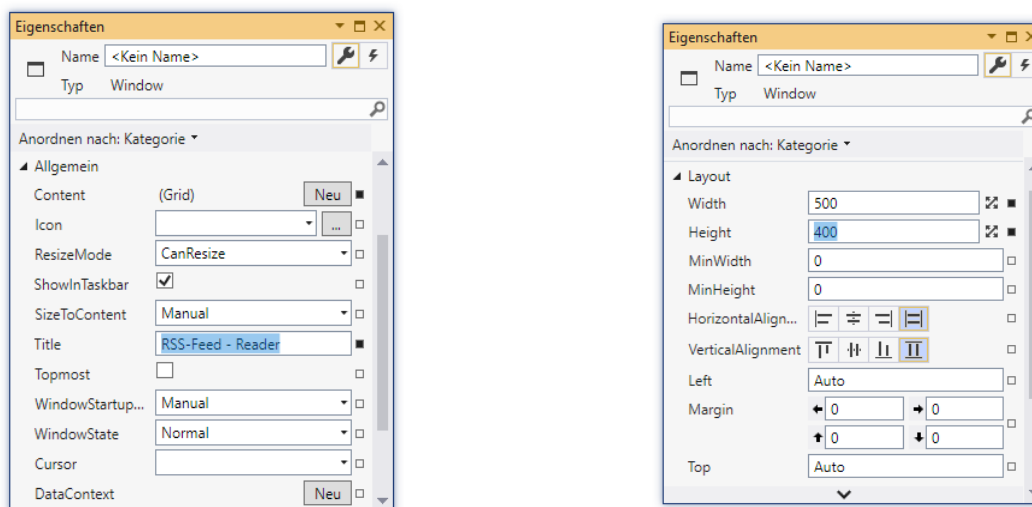 Eigenschaften
Name <Kein Name>
Typ Window
Anordnen nach: Kategorie
Allgemein
Content (Grid) Neu
Icon ...
ResizeMode CanResize
ShowInTaskbar
SizeToContent Manual
Title RSS-Feed - Reader
Topmost
WindowStartup... Manual
WindowState Normal
Cursor
DataContext Neu
Eigenschaften
Name <Kein Name>
Typ Window
Anordnen nach: Kategorie
Layout
Width 500
Height 400
MinWidth 0
MinHeight 0
HorizontalAlign...
VerticalAlignment
Left Auto
Margin 0 0
0 0
Top Auto